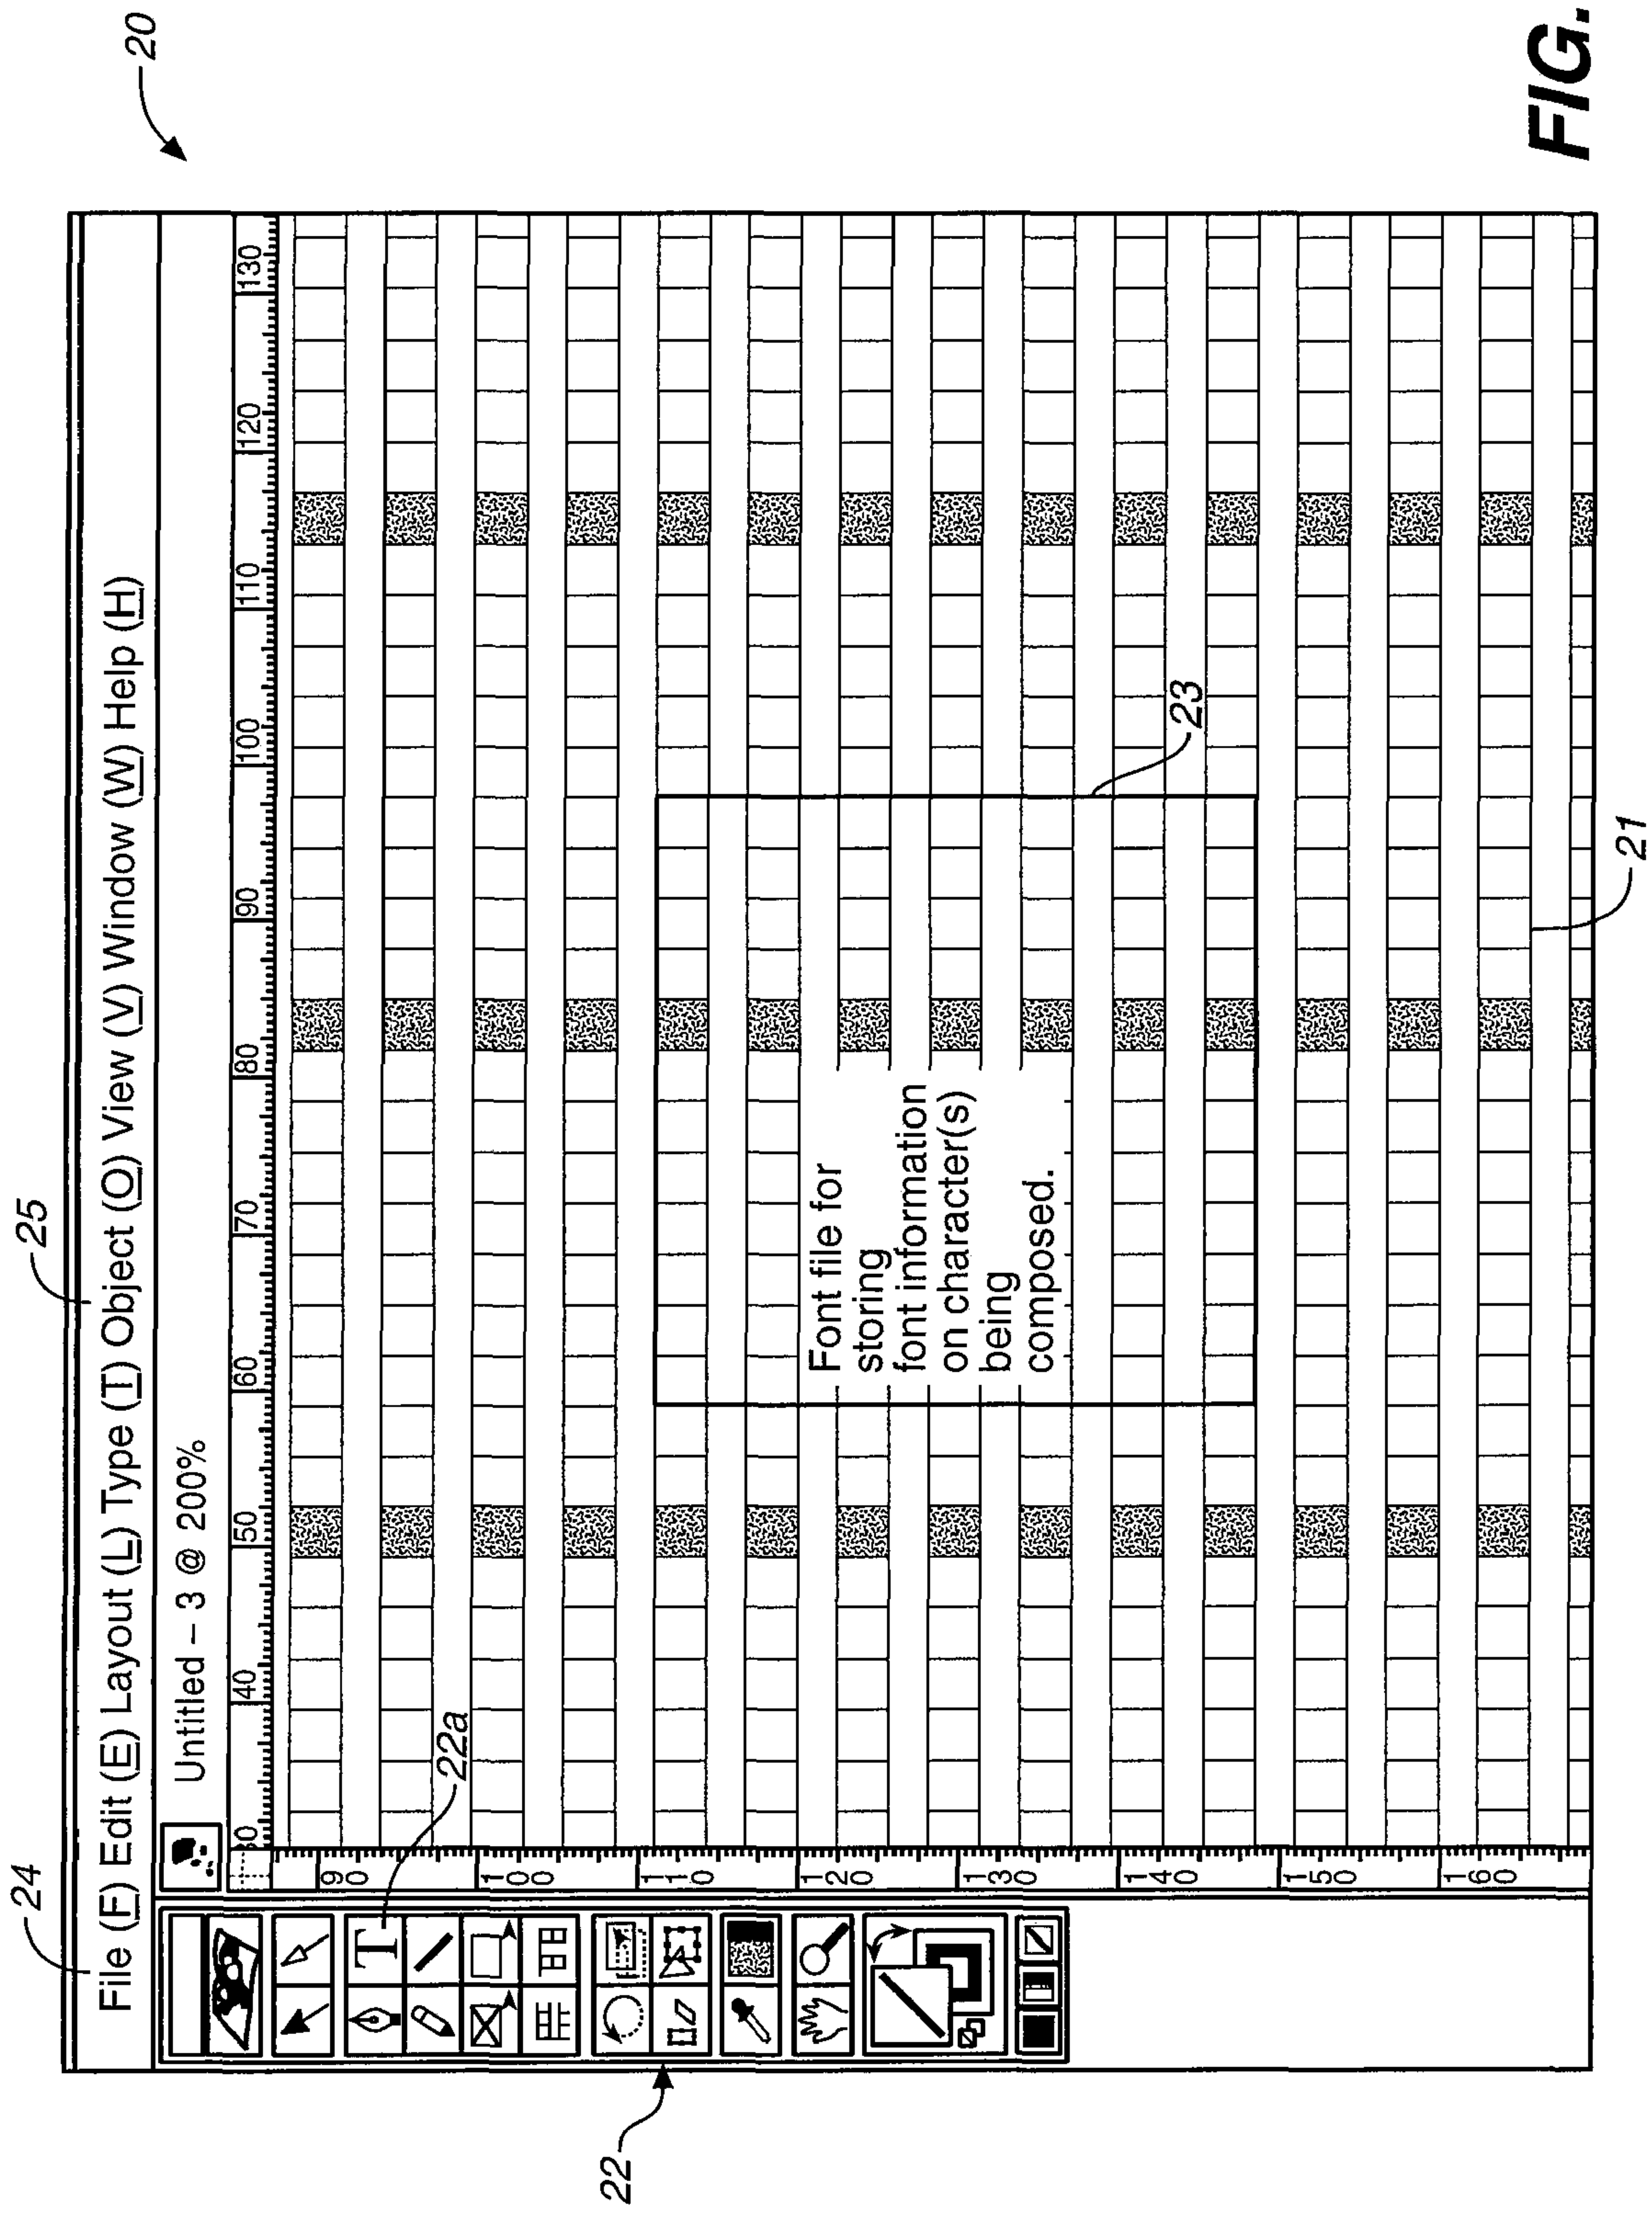 20
25
24
File (F) Edit (E) Layout (L) Type (T) Object (O) View (V) Window (W) Help (H)
Untitled – 3 @ 200%
30 40 50 60 70 80 90 100 110 120 130
22a
T
90
100
110
120
130
140
150
160
22
Font file for
storing
font information
on character(s)
being
composed.
23
21
FIG.